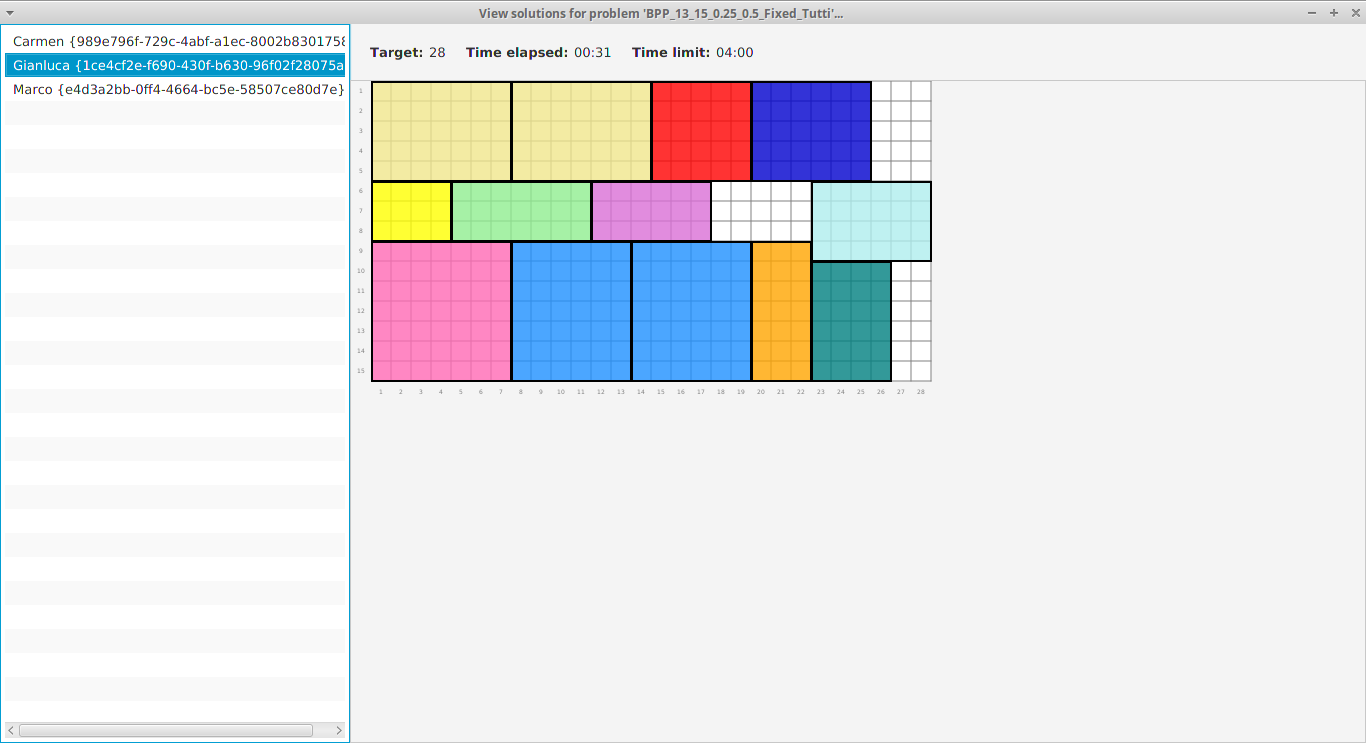 View solutions for problem 'BPP_13_15_0.25_0.5_Fixed_Tutti'...
Carmen {989e796f-729c-4abf-a1ec-8002b8301758
Gianluca {1ce4cf2e-f690-430f-b630-96f02f28075a
Marco {e4d3a2bb-0ff4-4664-bc5e-58507ce80d7e}
Target: 28 Time elapsed: 00:31 Time limit: 04:00
1
2
3
4
5
6
7
8
9
10
11
12
13
14
15
1 2 3 4 5 6 7 8 9 10 11 12 13 14 15 16 17 18 19 20 21 22 23 24 25 26 27 28